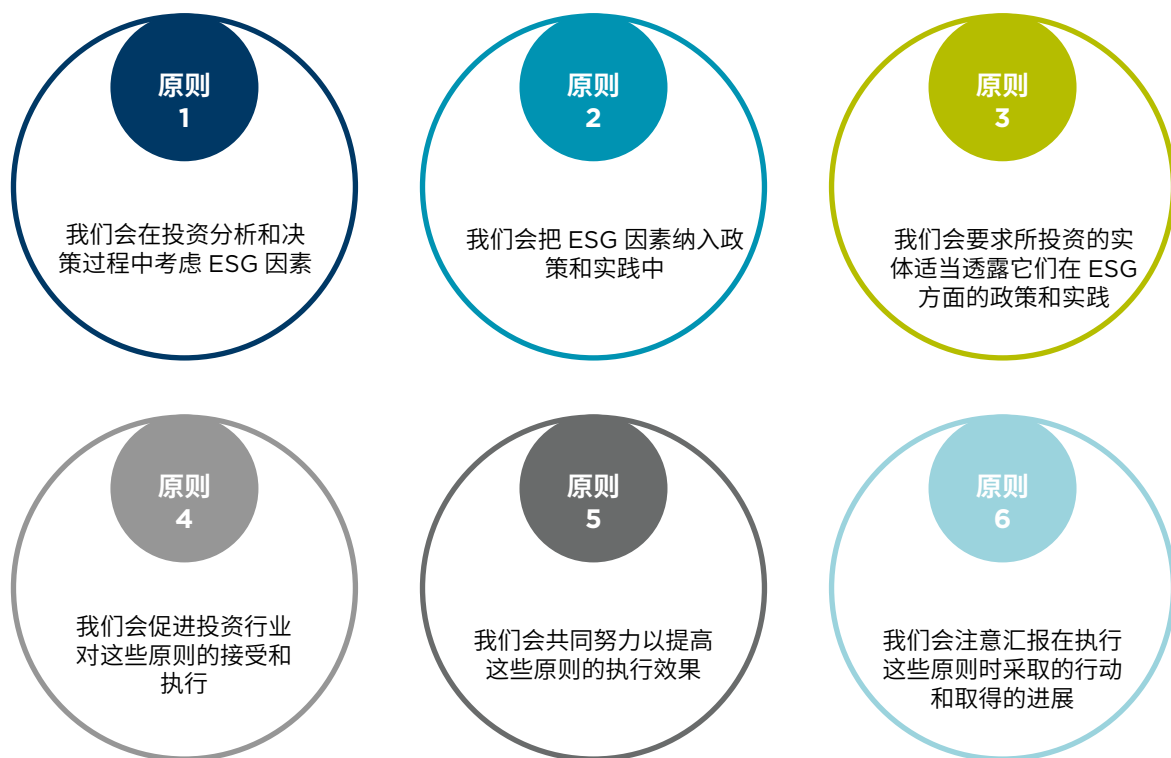 原则
1
我们会在投资分析和决
策过程中考虑 ESG 因素
原则
2
我们会把 ESG 因素纳入政
策和实践中
原则
3
我们会要求所投资的实
体适当透露它们在 ESG
方面的政策和实践
原则
4
我们会促进投资行业
对这些原则的接受和
执行
原则
5
我们会共同努力以提高
这些原则的执行效果
原则
6
我们会注意汇报在执行
这些原则时采取的行动
和取得的进展